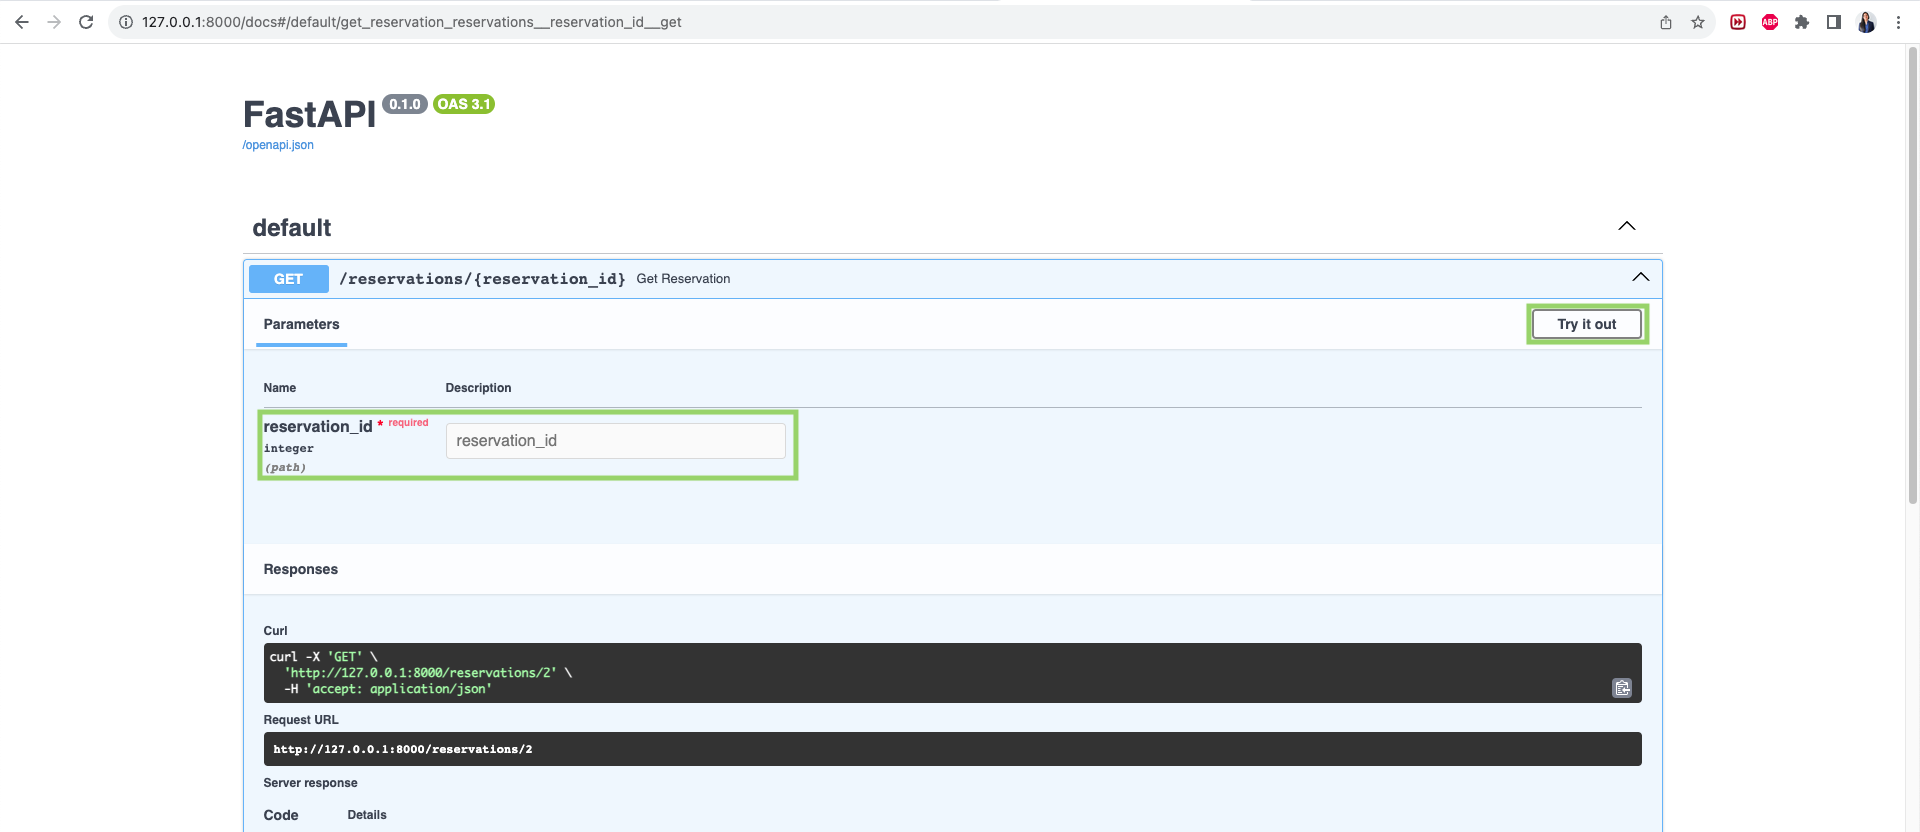 127.0.0.1:8000/docs#/default/get_reservation_reservations__reservation_id__get
ABP
FastAPI 0.1.0 OAS 3.1
/openapi.json
default
GET /reservations/{reservation_id} Get Reservation
Parameters
Try it out
Name Description
reservation_id * required
integer
(path)
reservation_id
Responses
Curl
curl -X 'GET' \
'http://127.0.0.1:8000/reservations/2' \
-H 'accept: application/json'
Request URL
http://127.0.0.1:8000/reservations/2
Server response
Code Details